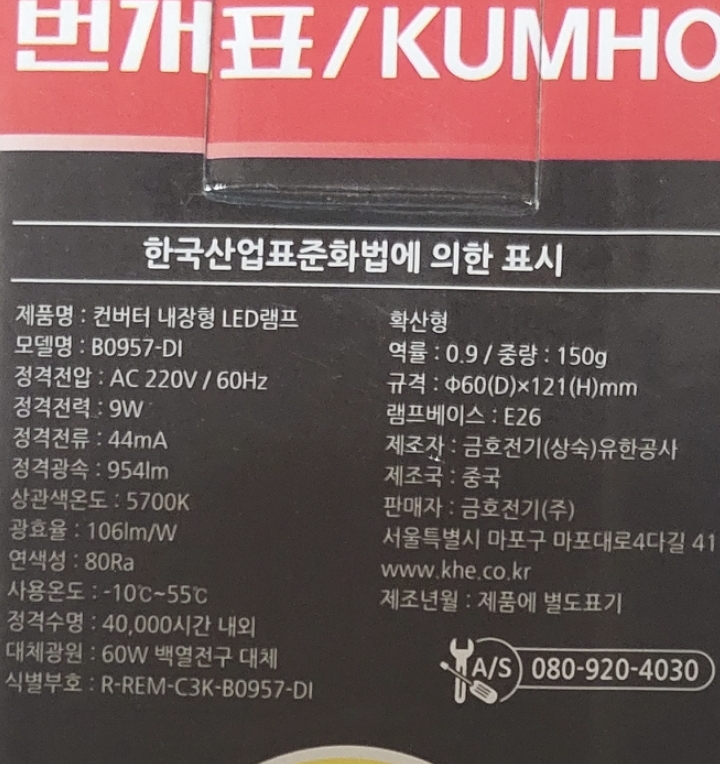 번개표/KUMHO
한국산업표준화법에 의한 표시
제품명 : 컨버터 내장형 LED램프
모델명 : B0957-DI
정격전압 : AC 220V / 60Hz
정격전력 : 9W
정격전류 : 44mA
정격광속 : 954lm
상관색온도 : 5700K
광효율 : 106lm/W
연색성 : 80Ra
사용온도 : -10℃~55℃
정격수명 : 40,000시간 내외
대체광원 : 60W 백열전구 대체
식별부호 : R-REM-C3K-B0957-DI
확산형
역률 : 0.9 / 중량 : 150g
규격 : Φ60(D)×121(H)mm
램프베이스 : E26
제조자 : 금호전기(상숙)유한공사
제조국 : 중국
판매자 : 금호전기(주)
서울특별시 마포구 마포대로4다길 41
www.khe.co.kr
제조년월 : 제품에 별도표기
A/S 080-920-4030